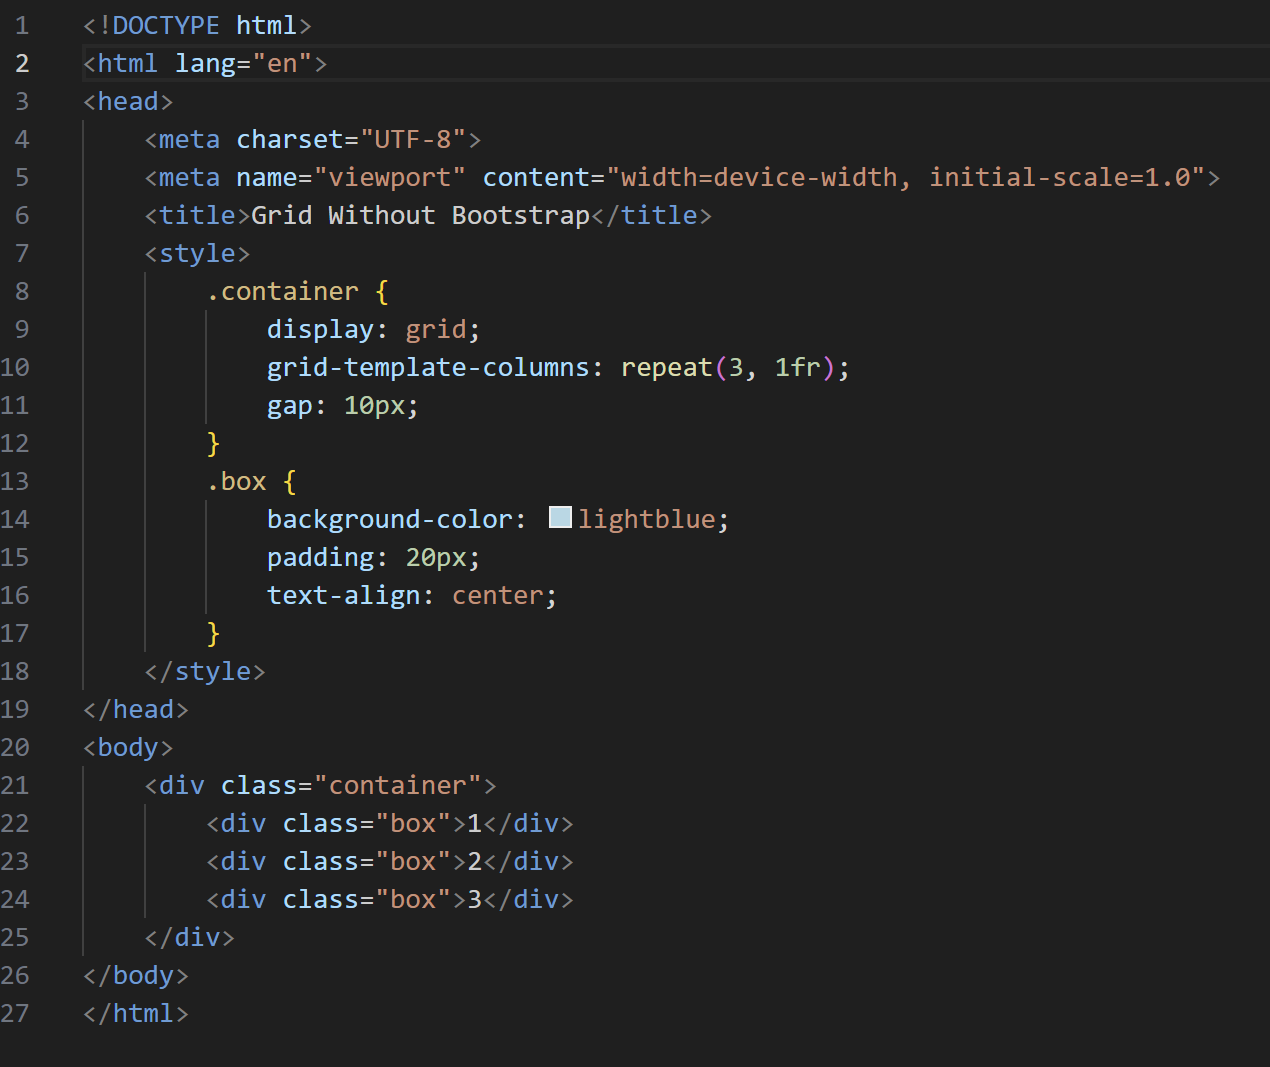 1 <!DOCTYPE html>
2 <html lang="en">
3 <head>
4     <meta charset="UTF-8">
5     <meta name="viewport" content="width=device-width, initial-scale=1.0">
6     <title>Grid Without Bootstrap</title>
7     <style>
8         .container {
9             display: grid;
10             grid-template-columns: repeat(3, 1fr);
11             gap: 10px;
12         }
13         .box {
14             background-color: lightblue;
15             padding: 20px;
16             text-align: center;
17         }
18     </style>
19 </head>
20 <body>
21     <div class="container">
22         <div class="box">1</div>
23         <div class="box">2</div>
24         <div class="box">3</div>
25     </div>
26 </body>
27 </html>